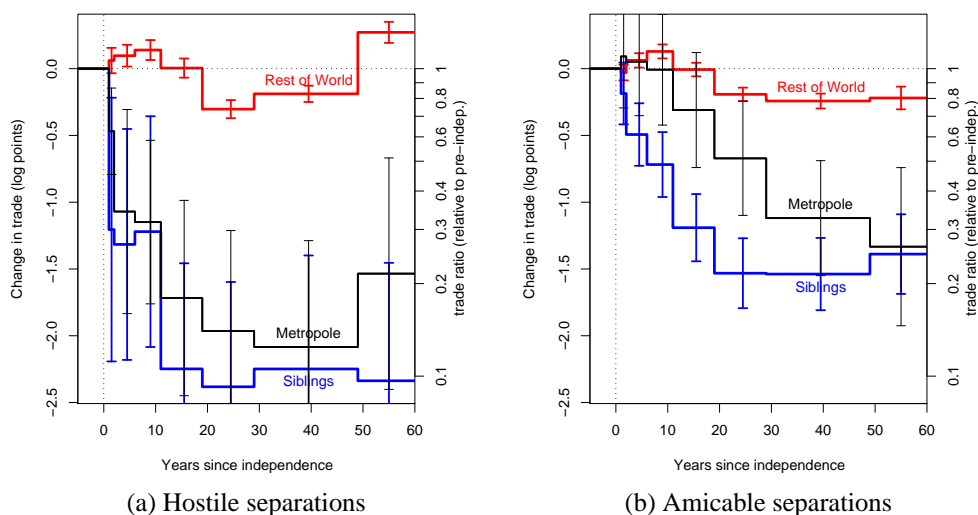 Change in trade (log points)
0.0
−0.5
−1.0
−1.5
−2.0
−2.5
Rest of World
Metropole
Siblings
1
0.8
0.6
0.4
0.3
0.2
0.1
trade ratio (relative to pre-indep.)
0 10 20 30 40 50 60
Years since independence
(a) Hostile separations
Change in trade (log points)
0.0
−0.5
−1.0
−1.5
−2.0
−2.5
Rest of World
Metropole
Siblings
1
0.8
0.6
0.4
0.3
0.2
0.1
trade ratio (relative to pre-indep.)
0 10 20 30 40 50 60
Years since independence
(b) Amicable separations